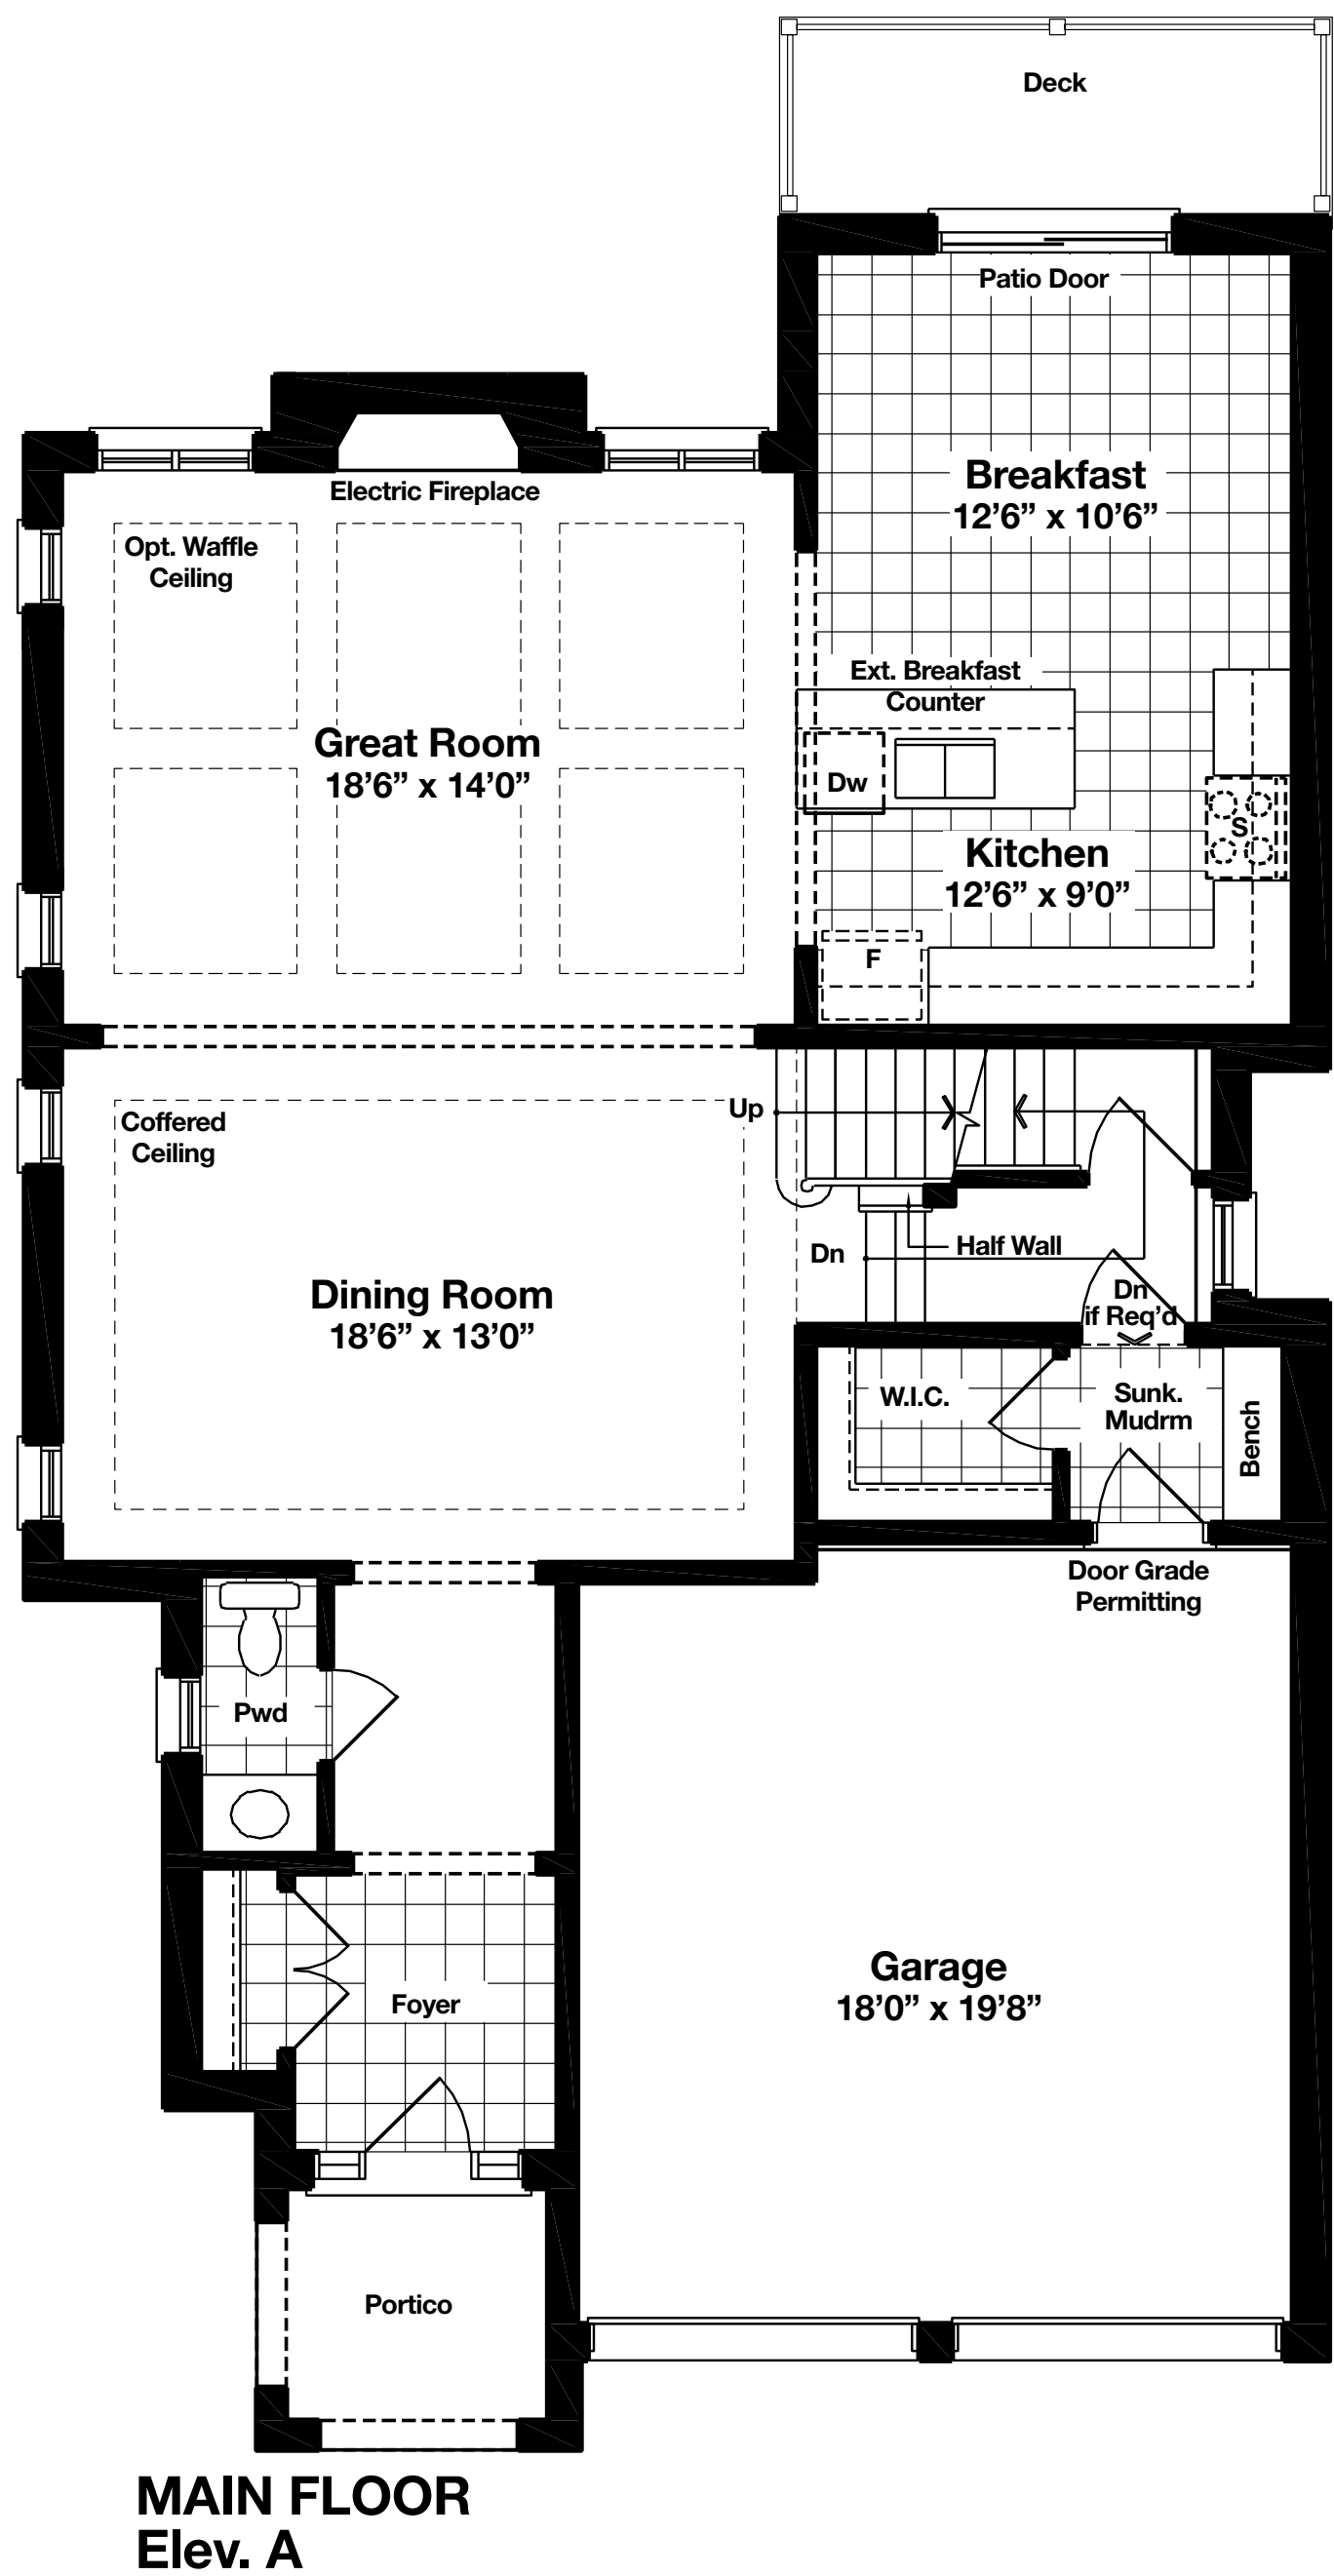 Deck
Patio Door
Breakfast
12’6” x 10’6”
Electric Fireplace
Opt. Waffle
Ceiling
Ext. Breakfast
Counter
Great Room
18’6” x 14’0”
Dw
S
Kitchen
12’6” x 9’0”
F
Up
Coffered
Ceiling
Dn
Half Wall
Dn
if Req’d
Dining Room
18’6” x 13’0”
W.I.C.
Sunk.
Mudrm
Bench
Door Grade
Permitting
Pwd
Foyer
Garage
18’0” x 19’8”
Portico
MAIN FLOOR
Elev. A